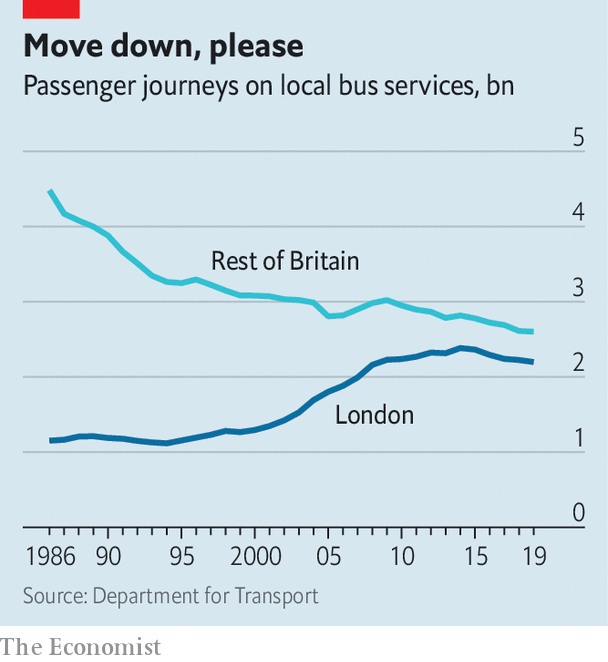 Move down, please
Passenger journeys on local bus services, bn
5
4
Rest of Britain
3
2
London
1
0
1986 90 95 2000 05 10 15 19
Source: Department for Transport
The Economist